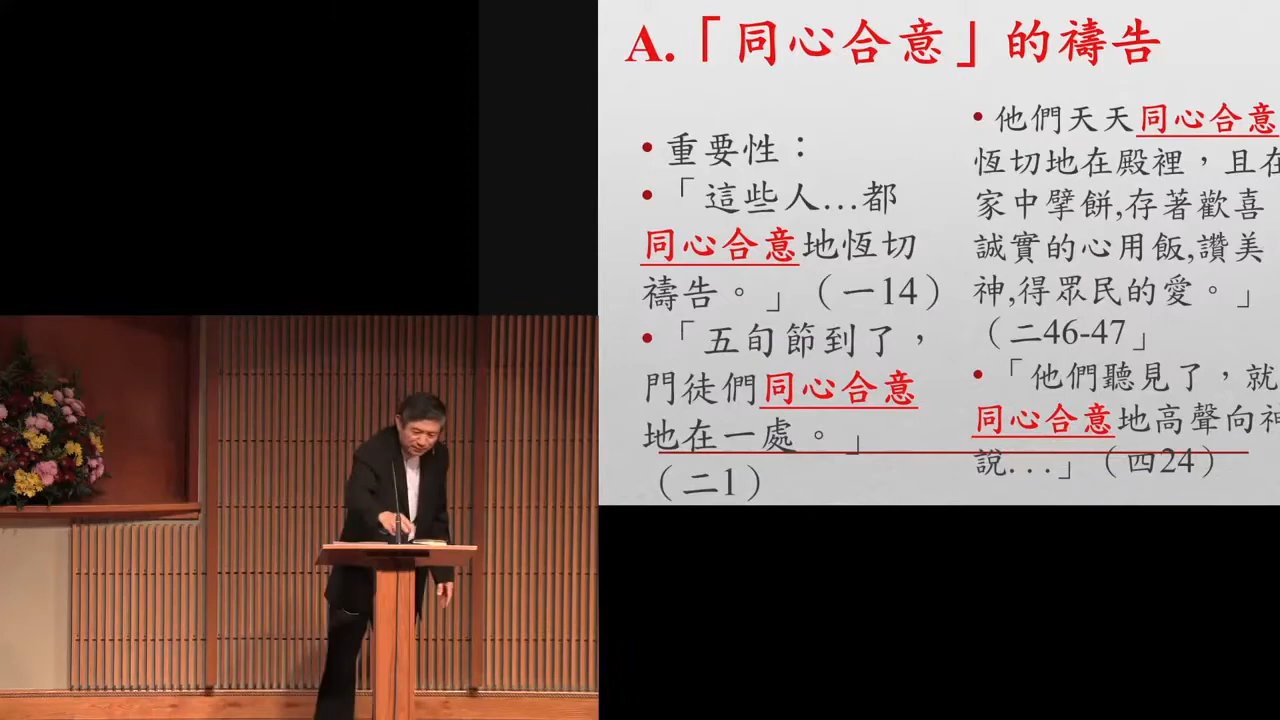 A.「同心合意」的禱告
• 重要性：
• 「這些人...都
同心合意地恆切
禱告。」（一14）
• 「五旬節到了，
門徒們同心合意
地在一處。」
（二1）
• 他們天天同心合意
恆切地在殿裡，且在
家中擘餅,存著歡喜
誠實的心用飯,讚美
神,得眾民的愛。」
（二46-47」
• 「他們聽見了，就
同心合意地高聲向神
說...」（四24）